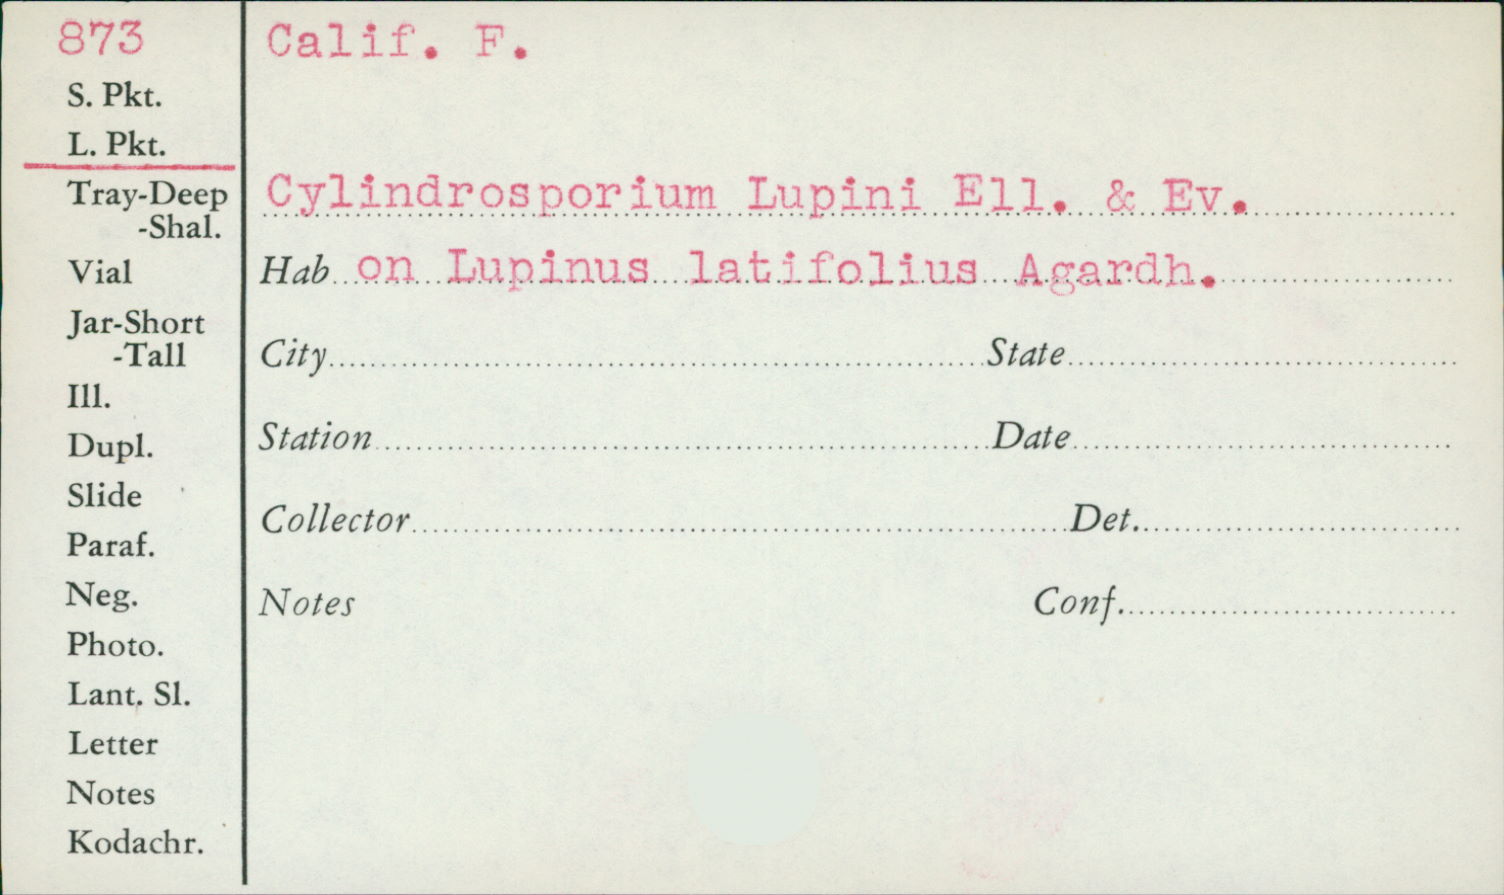 873
S. Pkt.
L. Pkt.
Tray-Deep
-Shal.
Vial
Jar-Short
-Tall
Ill.
Dupl.
Slide
Paraf.
Neg.
Photo.
Lant. Sl.
Letter
Notes
Kodachr.
Calif. F.
Cylindrosporium Lupini Ell. & Ev.
Hab on Lupinus latifolius Agardh.
City State
Station Date
Collector Det.
Notes Conf.